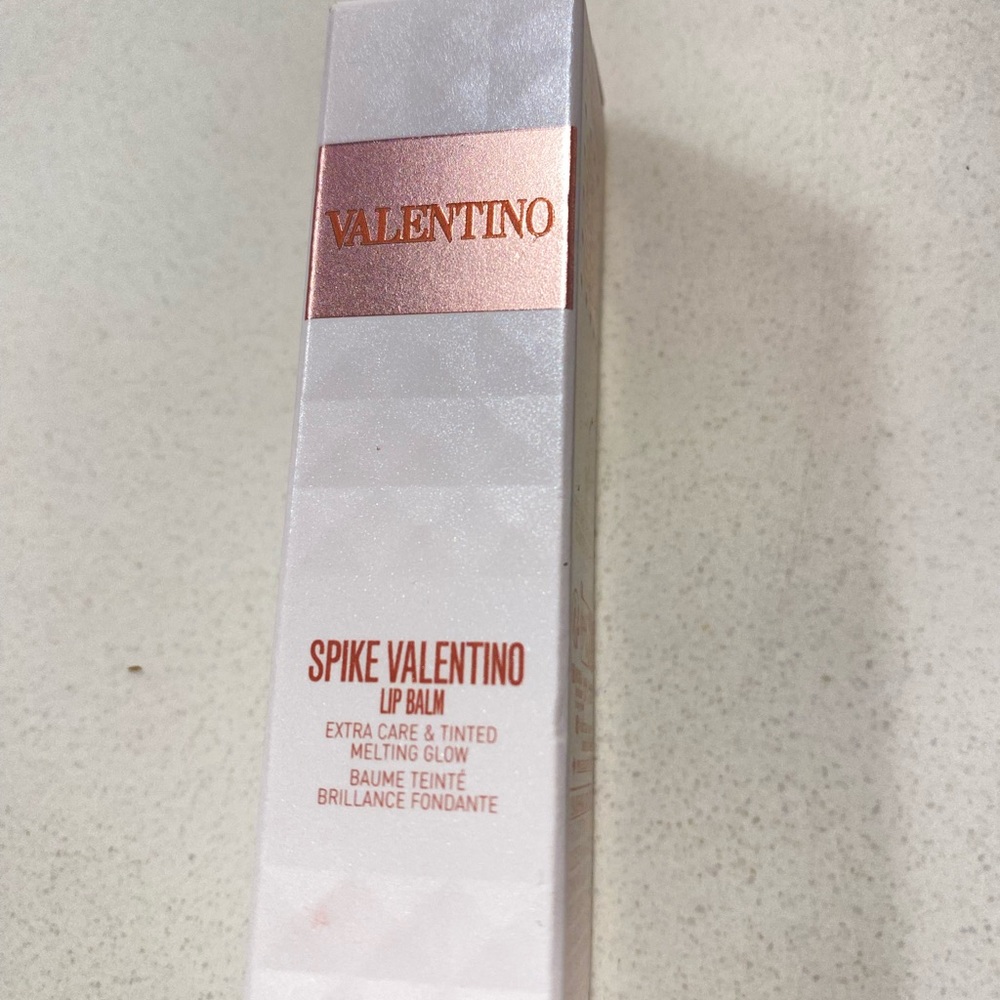 VALENTINO
SPIKE VALENTINO
LIP BALM
EXTRA CARE & TINTED
MELTING GLOW
BAUME TEINTÉ
BRILLANCE FONDANTE